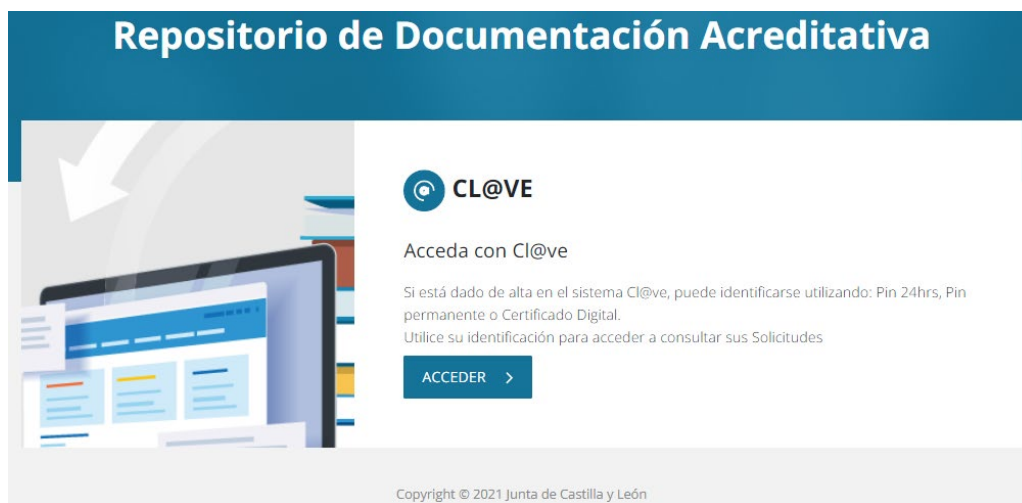 Repositorio de Documentación Acreditativa
CL@VE
Acceda con Cl@ve
Si está dado de alta en el sistema Cl@ve, puede identificarse utilizando: Pin 24hrs, Pin
permanente o Certificado Digital.
Utilice su identificación para acceder a consultar sus Solicitudes
ACCEDER >
Copyright © 2021 Junta de Castilla y León